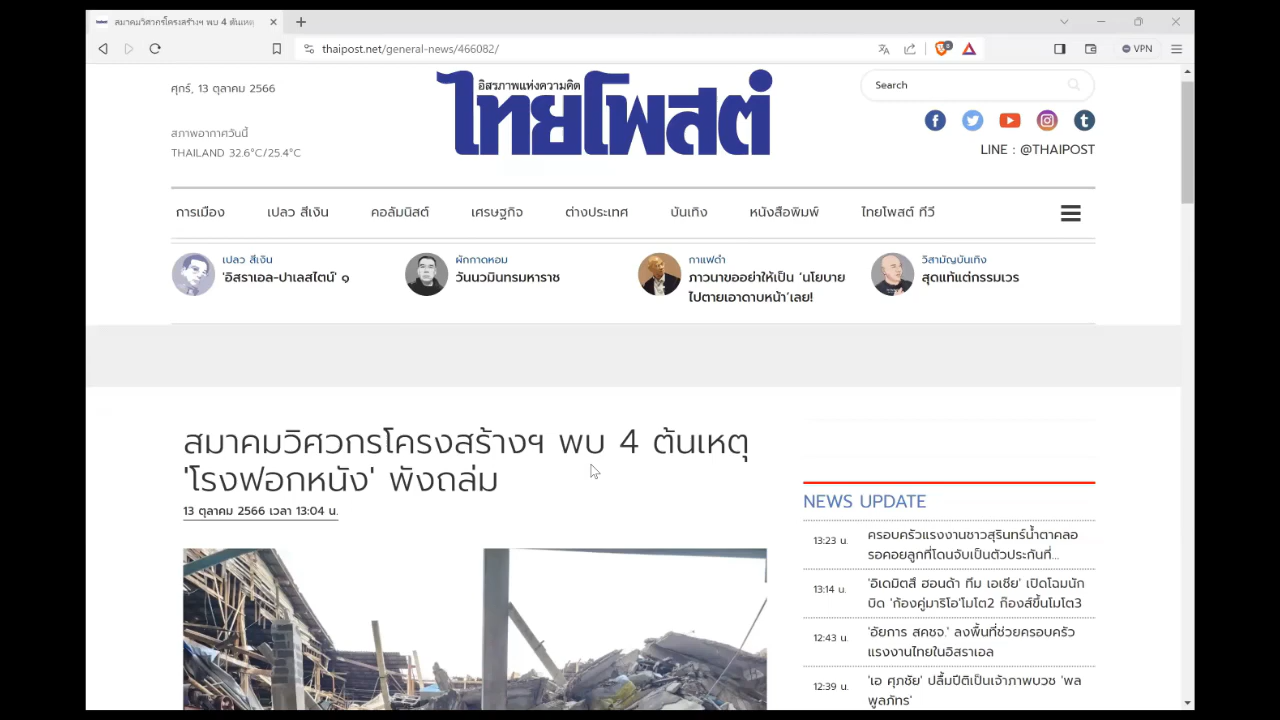 สมาคมวิศวกรโครงสร้างฯ พบ 4 ต้นเหตุ
thaipost.net/general-news/466082/
VPN
ศุกร์, 13 ตุลาคม 2566
สภาพอากาศวันนี้
THAILAND 32.6°C/25.4°C
อิสรภาพแห่งความคิด
ไทยโพสต์
Search
LINE : @THAIPOST
การเมือง เปลว สีเงิน คอลัมนิสต์ เศรษฐกิจ ต่างประเทศ บันเทิง หนังสือพิมพ์ ไทยโพสต์ ทีวี
เปลว สีเงิน
'อิสราเอล-ปาเลสไตน์' ๑
ผักกาดหอม
วันนวมินทรมหาราช
กาแฟดำ
ภาวนาขออย่าให้เป็น 'นโยบาย
ไปตายเอาดาบหน้า'เลย!
วิสามัญบันเทิง
สุดแท้แต่กรรมเวร
สมาคมวิศวกรโครงสร้างฯ พบ 4 ต้นเหตุ
'โรงฟอกหนัง' พังถล่ม
13 ตุลาคม 2566 เวลา 13:04 น.
NEWS UPDATE
13:23 น. ครอบครัวแรงงานชาวสุรินทร์น้ำตาคลอ
รอคอยลูกที่โดนจับเป็นตัวประกันที่...
13:14 น. 'อิเดมิตสึ ฮอนด้า ทีม เอเชีย' เปิดโฉมนัก
บิด 'ก้องคู่มาริโอ'โมโต2 ก๊องส์ขึ้นโมโต3
12:43 น. 'อัยการ สคชจ.' ลงพื้นที่ช่วยครอบครัว
แรงงานไทยในอิสราเอล
12:39 น. 'เอ ศุภชัย' ปลื้มปีติเป็นเจ้าภาพบวช 'พล
พูลภัทร'